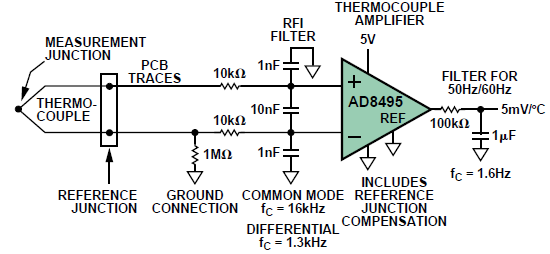 THERMOCOUPLE
AMPLIFIER
5V
RFI
FILTER
MEASUREMENT
JUNCTION
PCB
TRACES
1nF
10kΩ
FILTER FOR
50Hz/60Hz
THERMO-
COUPLE
10nF
+
AD8495
REF
5mV/°C
10kΩ
100kΩ
–
1µF
1MΩ
1nF
fC = 1.6Hz
REFERENCE
JUNCTION
GROUND
CONNECTION
COMMON MODE
fC = 16kHz
DIFFERENTIAL
fC = 1.3kHz
INCLUDES
REFERENCE
JUNCTION
COMPENSATION